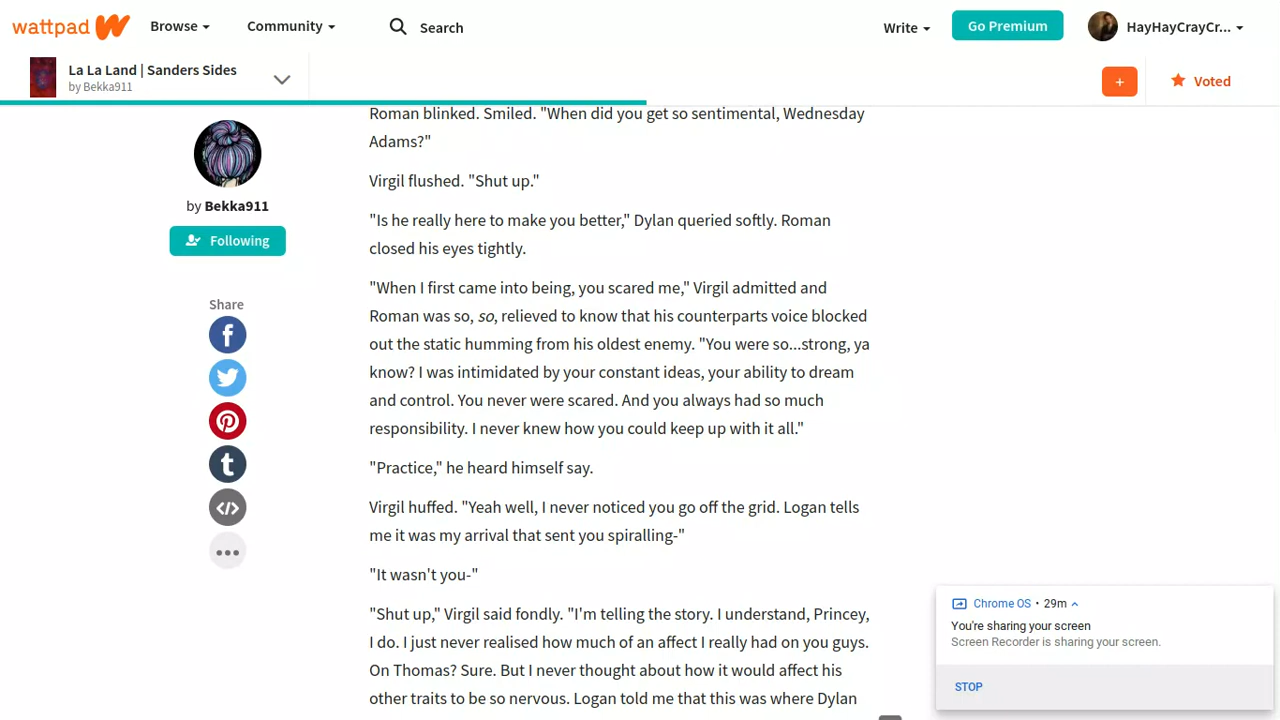 wattpad
Browse
Community
Search
Write
Go Premium
HayHayCrayCr...
La La Land | Sanders Sides
by Bekka911
+
Voted
by Bekka911
Following
Share
Roman blinked. Smiled. "When did you get so sentimental, Wednesday
Adams?"
Virgil flushed. "Shut up."
"Is he really here to make you better," Dylan queried softly. Roman
closed his eyes tightly.
"When I first came into being, you scared me," Virgil admitted and
Roman was so, so, relieved to know that his counterparts voice blocked
out the static humming from his oldest enemy. "You were so...strong, ya
know? I was intimidated by your constant ideas, your ability to dream
and control. You never were scared. And you always had so much
responsibility. I never knew how you could keep up with it all."
"Practice," he heard himself say.
Virgil huffed. "Yeah well, I never noticed you go off the grid. Logan tells
me it was my arrival that sent you spiralling-"
"It wasn't you-"
"Shut up," Virgil said fondly. "I'm telling the story. I understand, Princey,
I do. I just never realised how much of an affect I really had on you guys.
On Thomas? Sure. But I never thought about how it would affect his
other traits to be so nervous. Logan told me that this was where Dylan
Chrome OS • 29m
You're sharing your screen
Screen Recorder is sharing your screen.
STOP